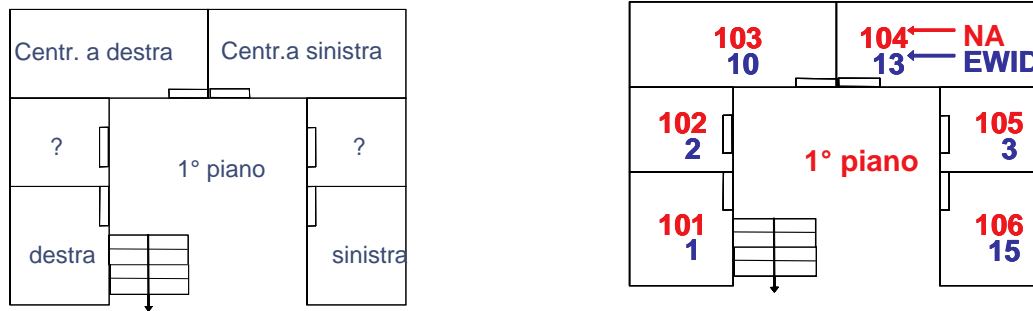 Centr. a destra
Centr.a sinistra
?
?
1° piano
destra
sinistra
103
10
104
NA
13
EWID
102
2
105
3
1° piano
101
1
106
15